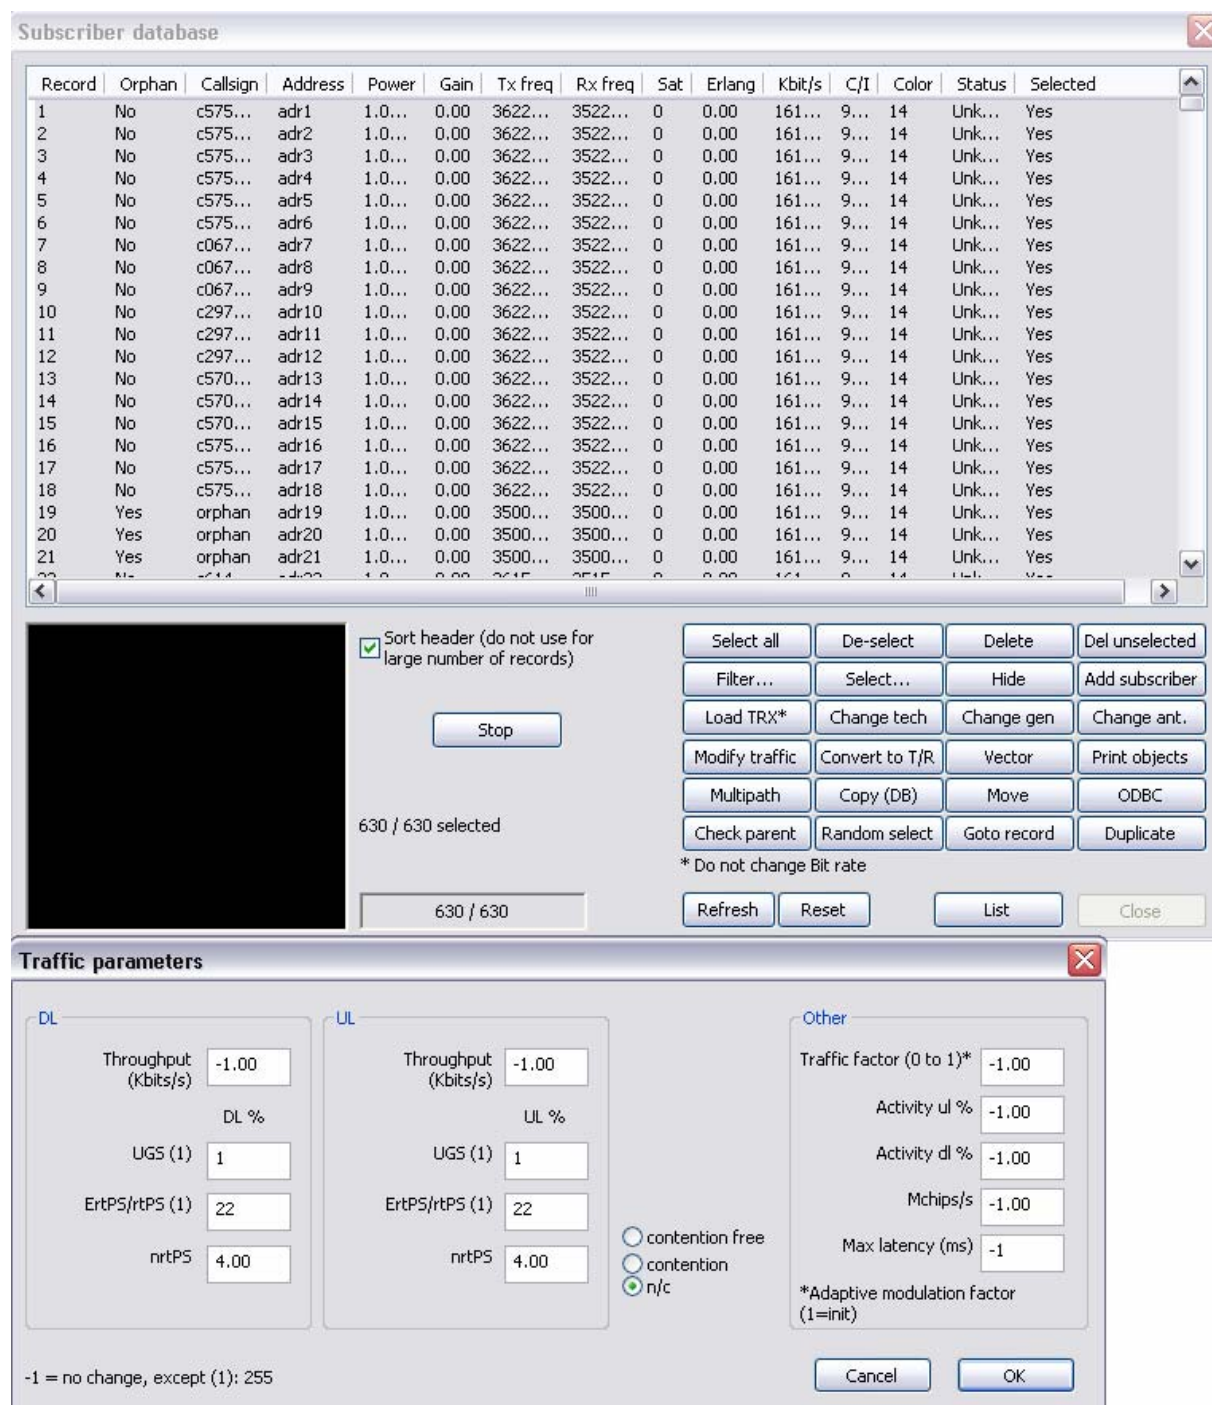 Subscriber database
Record Orphan Callsign Address Power Gain Tx freq Rx freq Sat Erlang Kbit/s C/I Color Status Selected
1 No c575... adr1 1.0... 0.00 3622... 3522... 0 0.00 161... 9... 14 Unk... Yes
2 No c575... adr2 1.0... 0.00 3622... 3522... 0 0.00 161... 9... 14 Unk... Yes
3 No c575... adr3 1.0... 0.00 3622... 3522... 0 0.00 161... 9... 14 Unk... Yes
4 No c575... adr4 1.0... 0.00 3622... 3522... 0 0.00 161... 9... 14 Unk... Yes
5 No c575... adr5 1.0... 0.00 3622... 3522... 0 0.00 161... 9... 14 Unk... Yes
6 No c575... adr6 1.0... 0.00 3622... 3522... 0 0.00 161... 9... 14 Unk... Yes
7 No c067... adr7 1.0... 0.00 3622... 3522... 0 0.00 161... 9... 14 Unk... Yes
8 No c067... adr8 1.0... 0.00 3622... 3522... 0 0.00 161... 9... 14 Unk... Yes
9 No c067... adr9 1.0... 0.00 3622... 3522... 0 0.00 161... 9... 14 Unk... Yes
10 No c297... adr10 1.0... 0.00 3622... 3522... 0 0.00 161... 9... 14 Unk... Yes
11 No c297... adr11 1.0... 0.00 3622... 3522... 0 0.00 161... 9... 14 Unk... Yes
12 No c297... adr12 1.0... 0.00 3622... 3522... 0 0.00 161... 9... 14 Unk... Yes
13 No c570... adr13 1.0... 0.00 3622... 3522... 0 0.00 161... 9... 14 Unk... Yes
14 No c570... adr14 1.0... 0.00 3622... 3522... 0 0.00 161... 9... 14 Unk... Yes
15 No c570... adr15 1.0... 0.00 3622... 3522... 0 0.00 161... 9... 14 Unk... Yes
16 No c575... adr16 1.0... 0.00 3622... 3522... 0 0.00 161... 9... 14 Unk... Yes
17 No c575... adr17 1.0... 0.00 3622... 3522... 0 0.00 161... 9... 14 Unk... Yes
18 No c575... adr18 1.0... 0.00 3622... 3522... 0 0.00 161... 9... 14 Unk... Yes
19 Yes orphan adr19 1.0... 0.00 3500... 3500... 0 0.00 161... 9... 14 Unk... Yes
20 Yes orphan adr20 1.0... 0.00 3500... 3500... 0 0.00 161... 9... 14 Unk... Yes
21 Yes orphan adr21 1.0... 0.00 3500... 3500... 0 0.00 161... 9... 14 Unk... Yes
Sort header (do not use for
large number of records)
Stop
630 / 630 selected
630 / 630
Select all De-select Delete Del unselected
Filter... Select... Hide Add subscriber
Load TRX* Change tech Change gen Change ant.
Modify traffic Convert to T/R Vector Print objects
Multipath Copy (DB) Move ODBC
Check parent Random select Goto record Duplicate
* Do not change Bit rate
Refresh Reset List Close
Traffic parameters
DL
Throughput
(Kbits/s) -1.00
DL %
UGS (1) 1
ErtPS/rtPS (1) 22
nrtPS 4.00
UL
Throughput
(Kbits/s) -1.00
UL %
UGS (1) 1
ErtPS/rtPS (1) 22
nrtPS 4.00
contention free
contention
n/c
Other
Traffic factor (0 to 1)* -1.00
Activity ul % -1.00
Activity dl % -1.00
Mchips/s -1.00
Max latency (ms) -1
*Adaptive modulation factor
(1=init)
-1 = no change, except (1): 255
Cancel OK